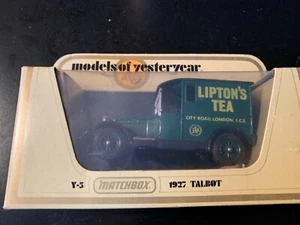 models of yesteryear
LIPTON'S
TEA
CITY ROAD, LONDON, E.C.1.
Y-5
MATCHBOX
1927 TALBOT